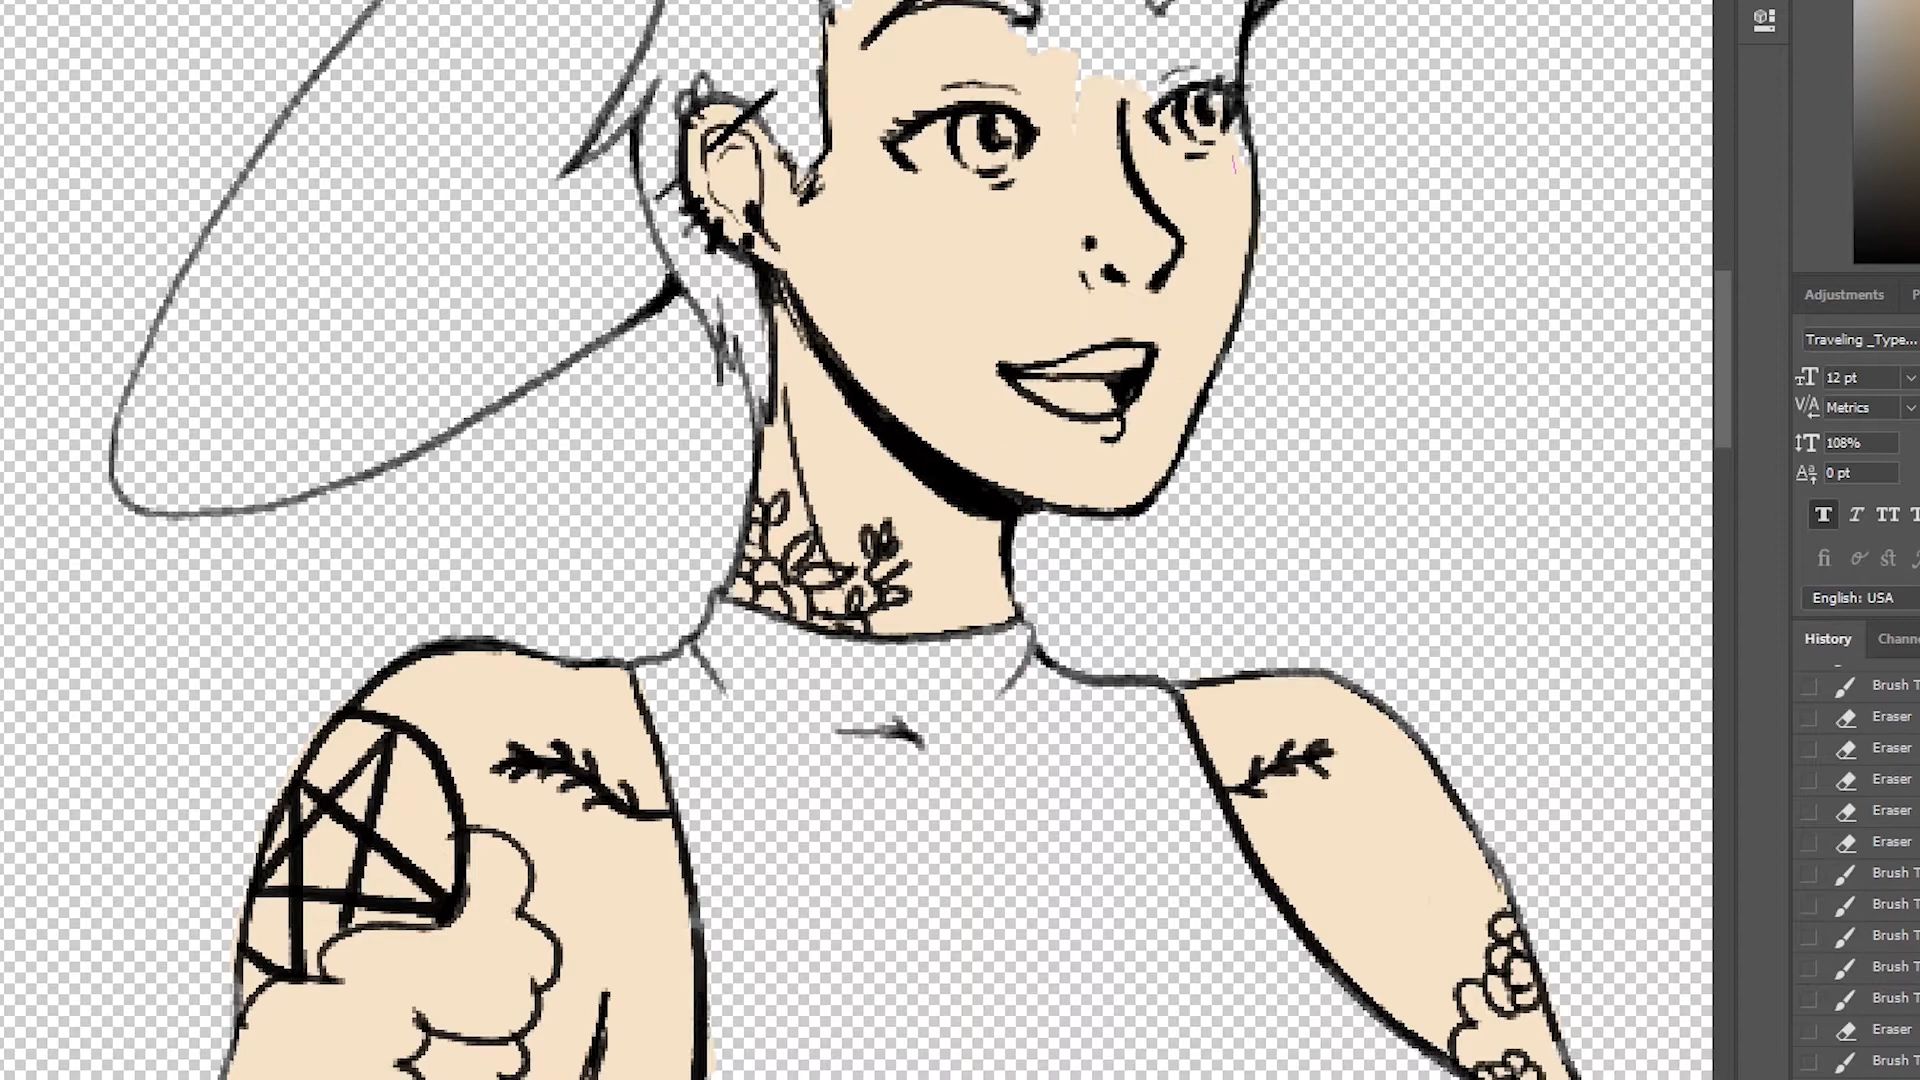 Adjustments P
Traveling _Type...
12 pt
Metrics
108%
0 pt
T T TT T
fi st
English: USA
History Chann
Brush T
Eraser
Eraser
Eraser
Eraser
Eraser
Brush T
Brush T
Brush T
Brush T
Brush T
Eraser
Brush T